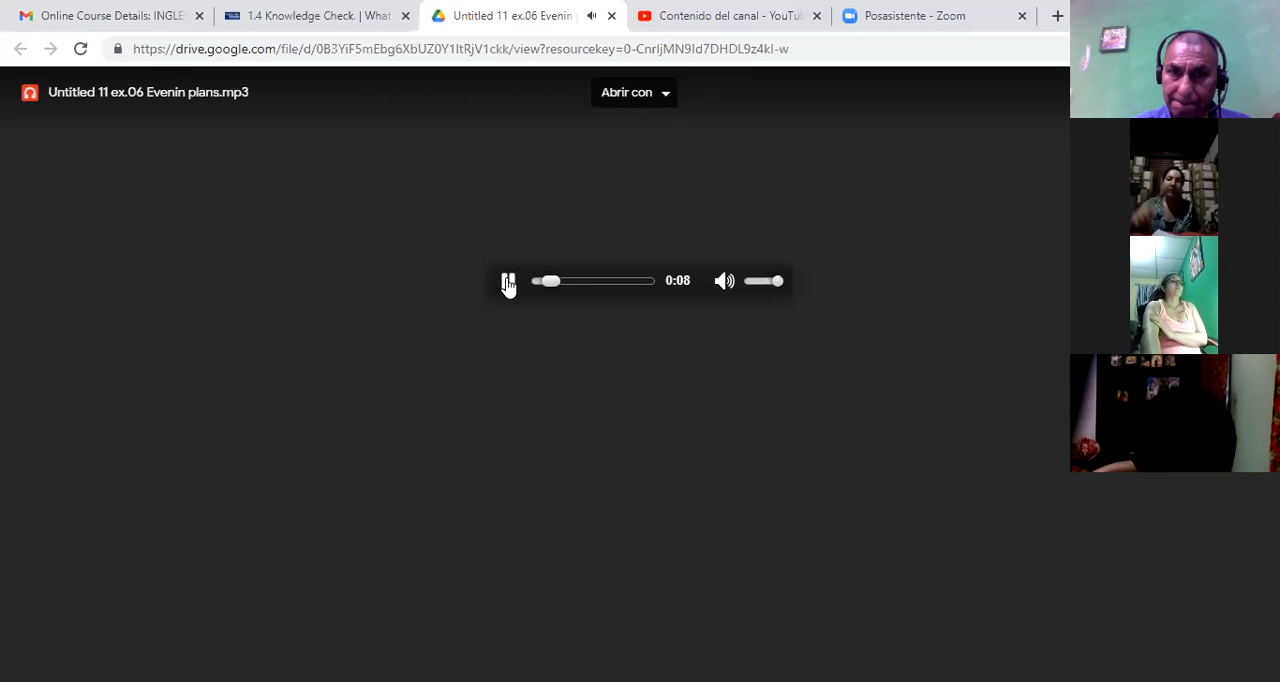 Online Course Details: INGLE
1.4 Knowledge Check. | What
Untitled 11 ex.06 Evenin p
Contenido del canal - YouTu
Posasistente - Zoom
https://drive.google.com/file/d/0B3YiF5mEbg6XbUZ0Y1ltRjV1ckk/view?resourcekey=0-CnrljMN9Id7DHDL9z4kI-w
Untitled 11 ex.06 Evenin plans.mp3
Abrir con
0:08